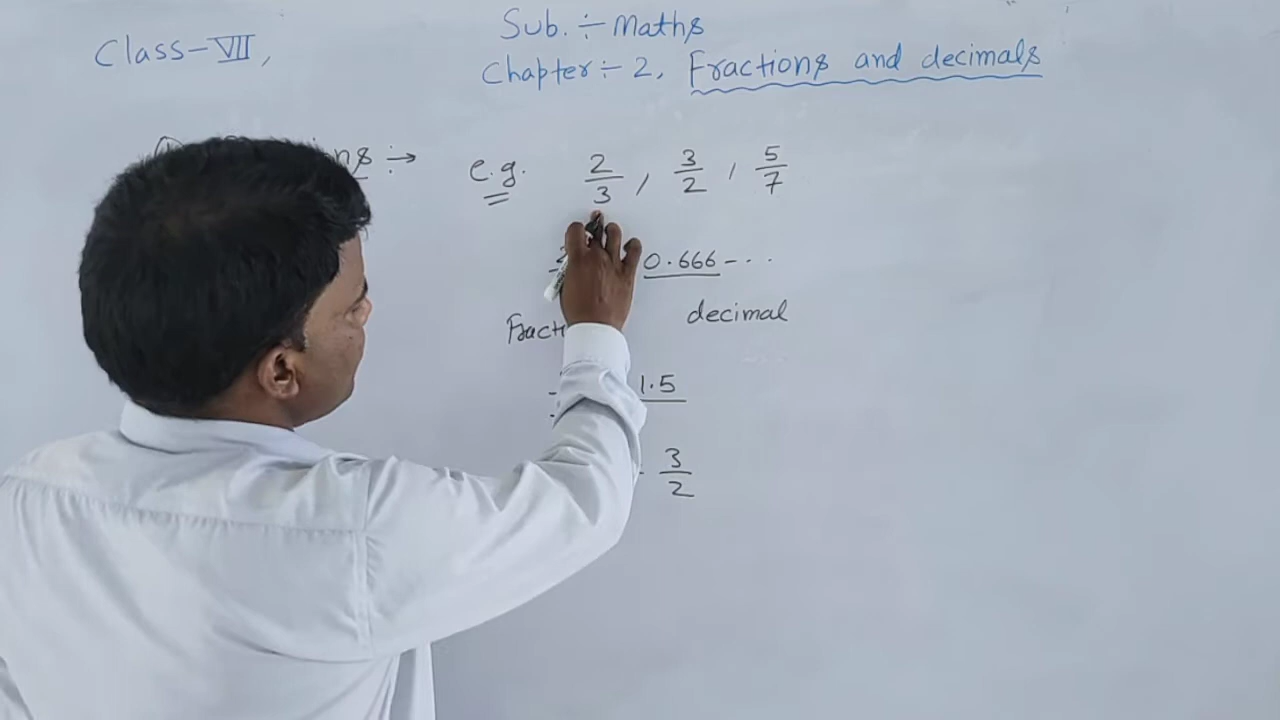 Class-VII,
Sub. ÷ Maths
Chapter ÷ 2, Fractions and decimals
e.g. 2/3, 3/2, 5/7
0.666-...
decimal
1.5
3/2